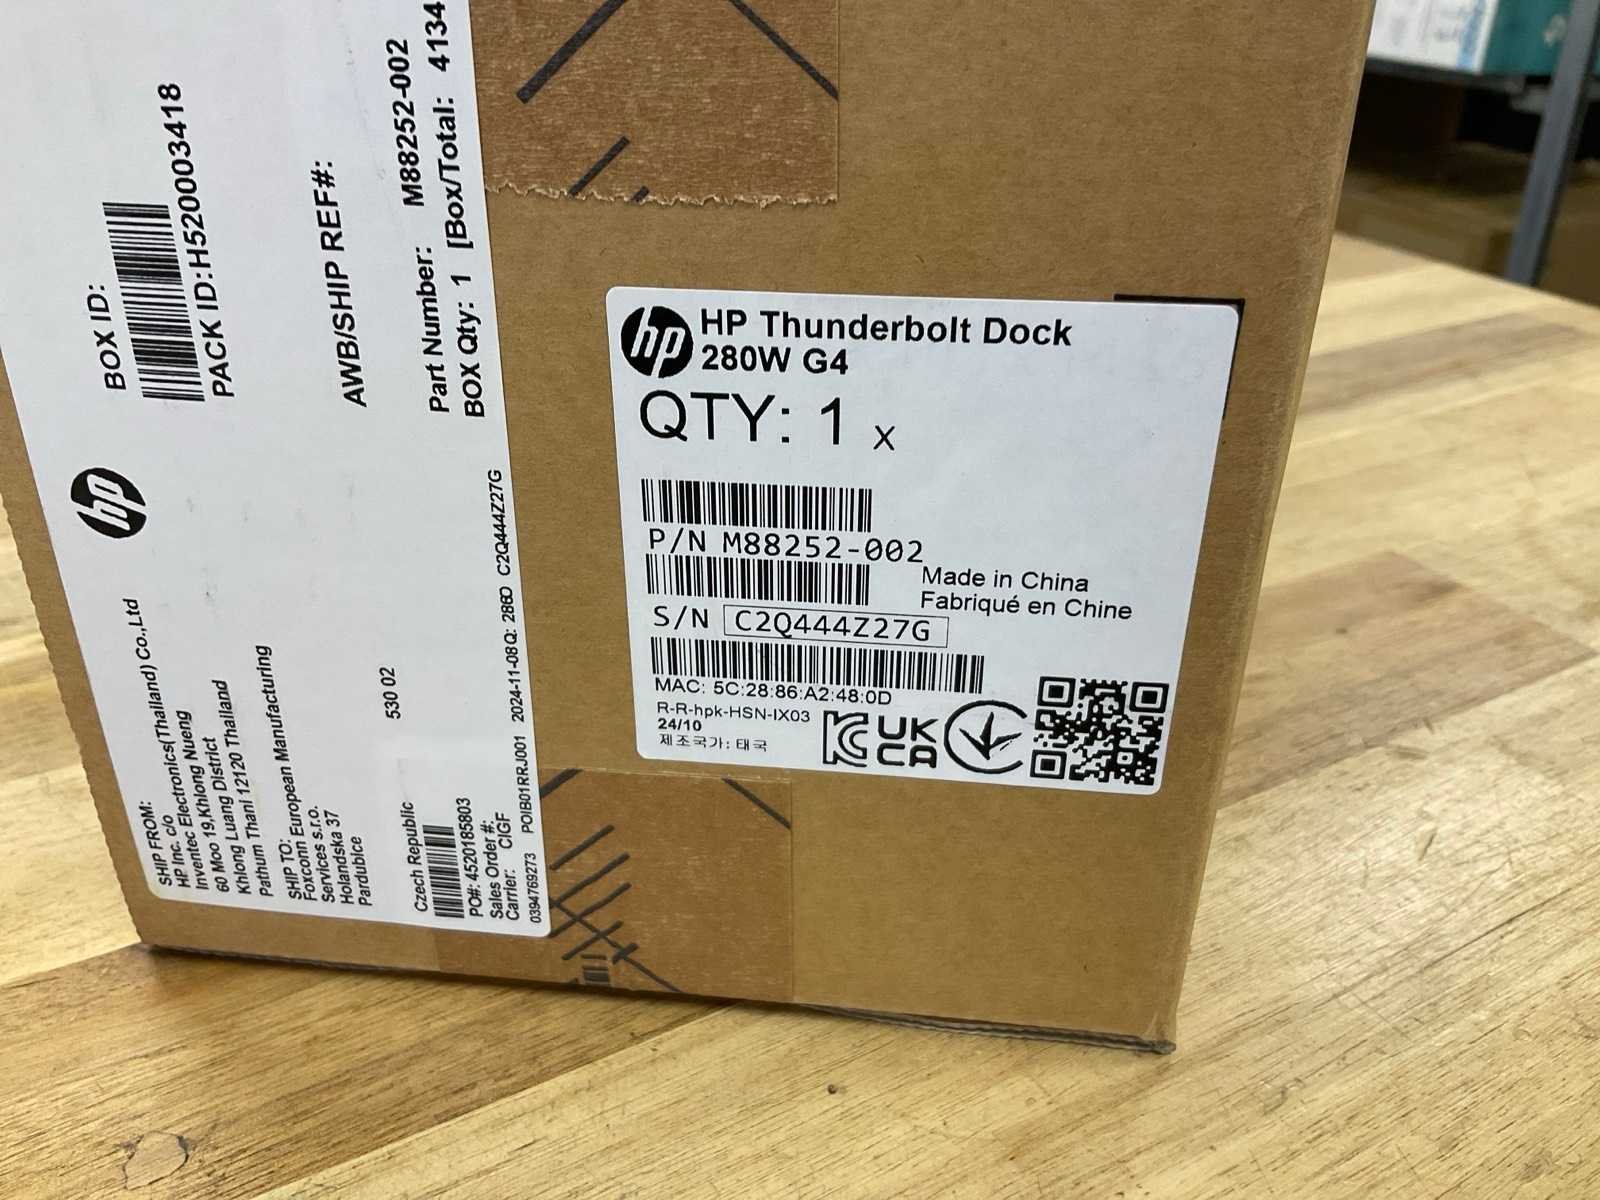 BOX ID:
PACK ID:H5200003418
AWB/SHIP REF#:
Part Number: M88252-002
BOX Qty: 1 [Box/Total: 4134
hp
SHIP FROM:
HP Inc. c/o
Inventec Electronics(Thailand) Co.,Ltd
60 Moo 19,Khlong Nueng
Khlong Luang District
Pathum Thani 12120 Thailand
SHIP TO:
Foxconn European Manufacturing
Services s.r.o.
Holandska 37
Pardubice
530 02
Czech Republic
PO#: 4520185803
Sales Order#:
Carrier: CIGF
0394769273 POIB01RRJ001 2024-11-08Q: 286D C2Q444Z27G
hp
HP Thunderbolt Dock
280W G4
QTY: 1 x
P/N M88252-002
Made in China
Fabriqué en Chine
S/N C2Q444Z27G
MAC: 5C:28:86:A2:48:0D
R-R-hpk-HSN-IX03
24/10
제조국가: 태국
UK
CA